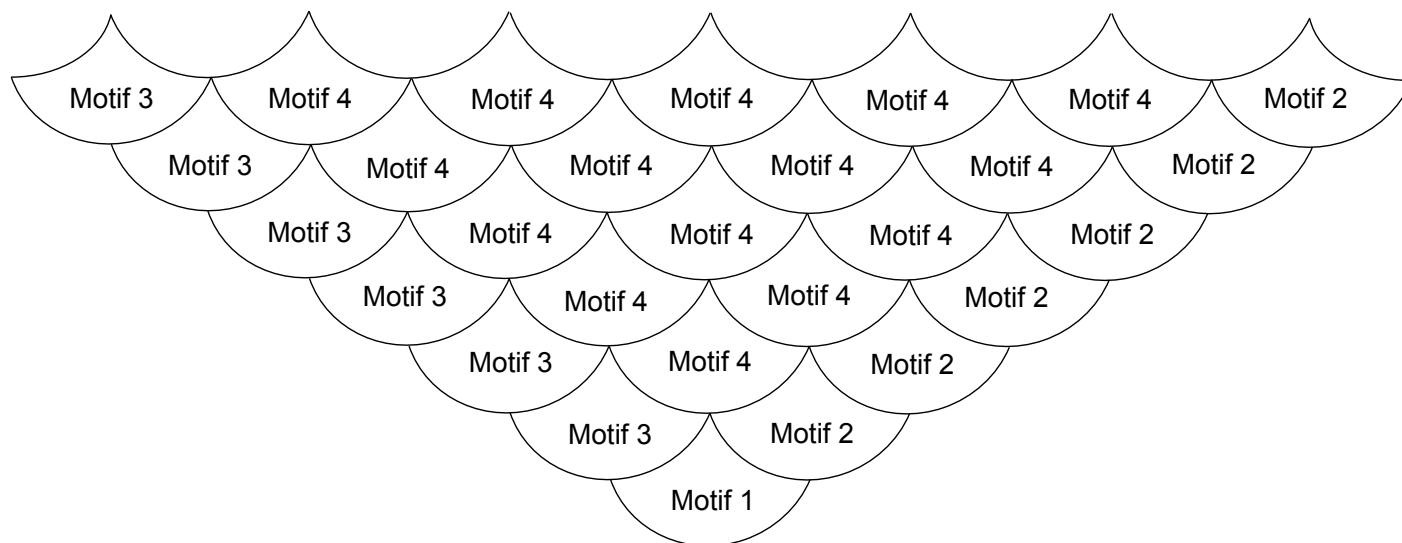 Motif 3 Motif 4 Motif 4 Motif 4 Motif 4 Motif 4 Motif 2
Motif 3 Motif 4 Motif 4 Motif 4 Motif 4 Motif 2
Motif 3 Motif 4 Motif 4 Motif 4 Motif 2
Motif 3 Motif 4 Motif 4 Motif 2
Motif 3 Motif 4 Motif 2
Motif 3 Motif 2
Motif 1